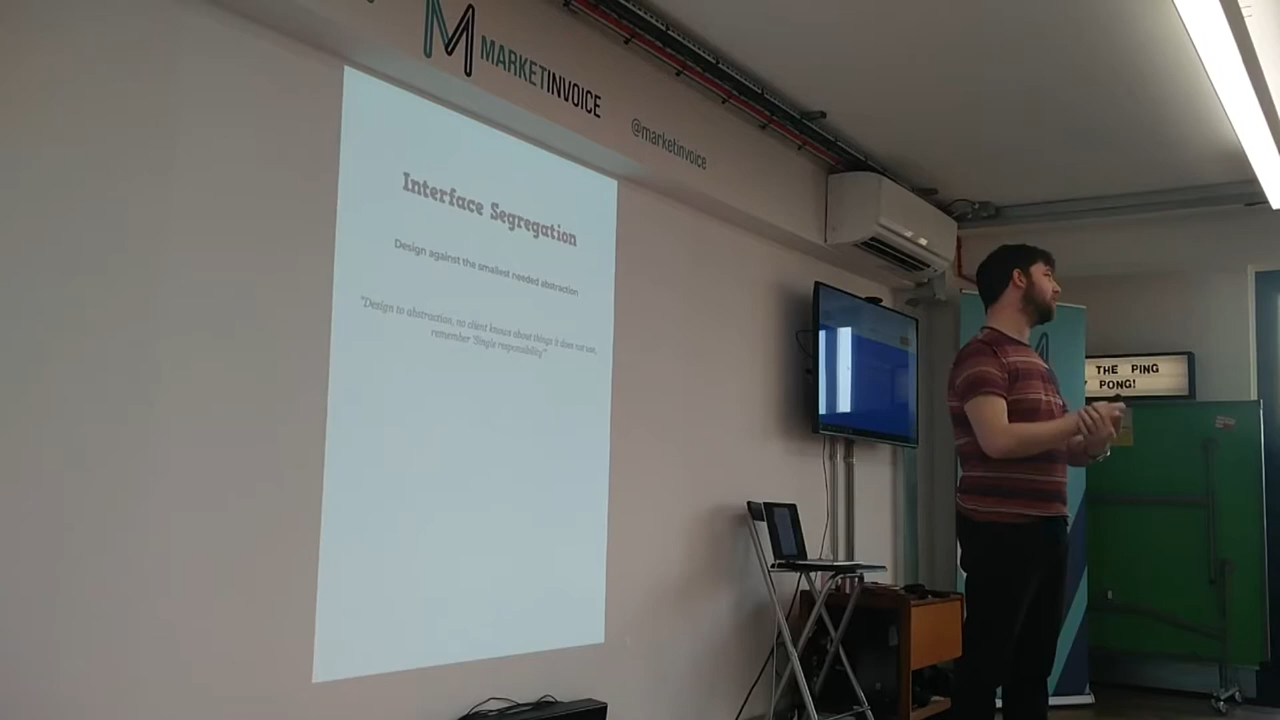 MARKETINVOICE
@marketinvoice
Interface Segregation
Design against the smallest needed abstraction
"Design to abstraction, no client knows about things it does not use,
remember 'Single responsibility'"
THE PING
PONG!